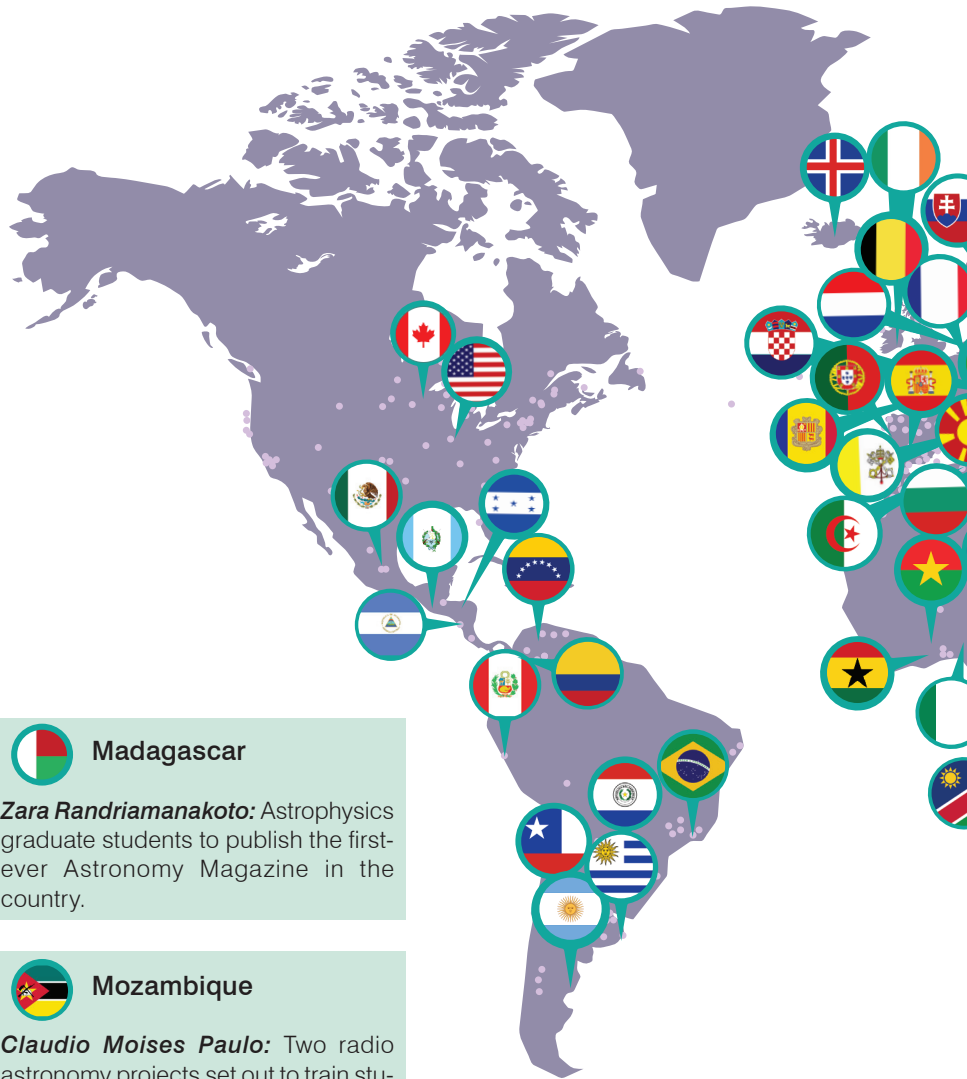 Madagascar
Zara Randriamanakoto: Astrophysics
graduate students to publish the first-
ever Astronomy Magazine in the
country.
Mozambique
Claudio Moises Paulo: Two radio
astronomy projects set out to train stu-